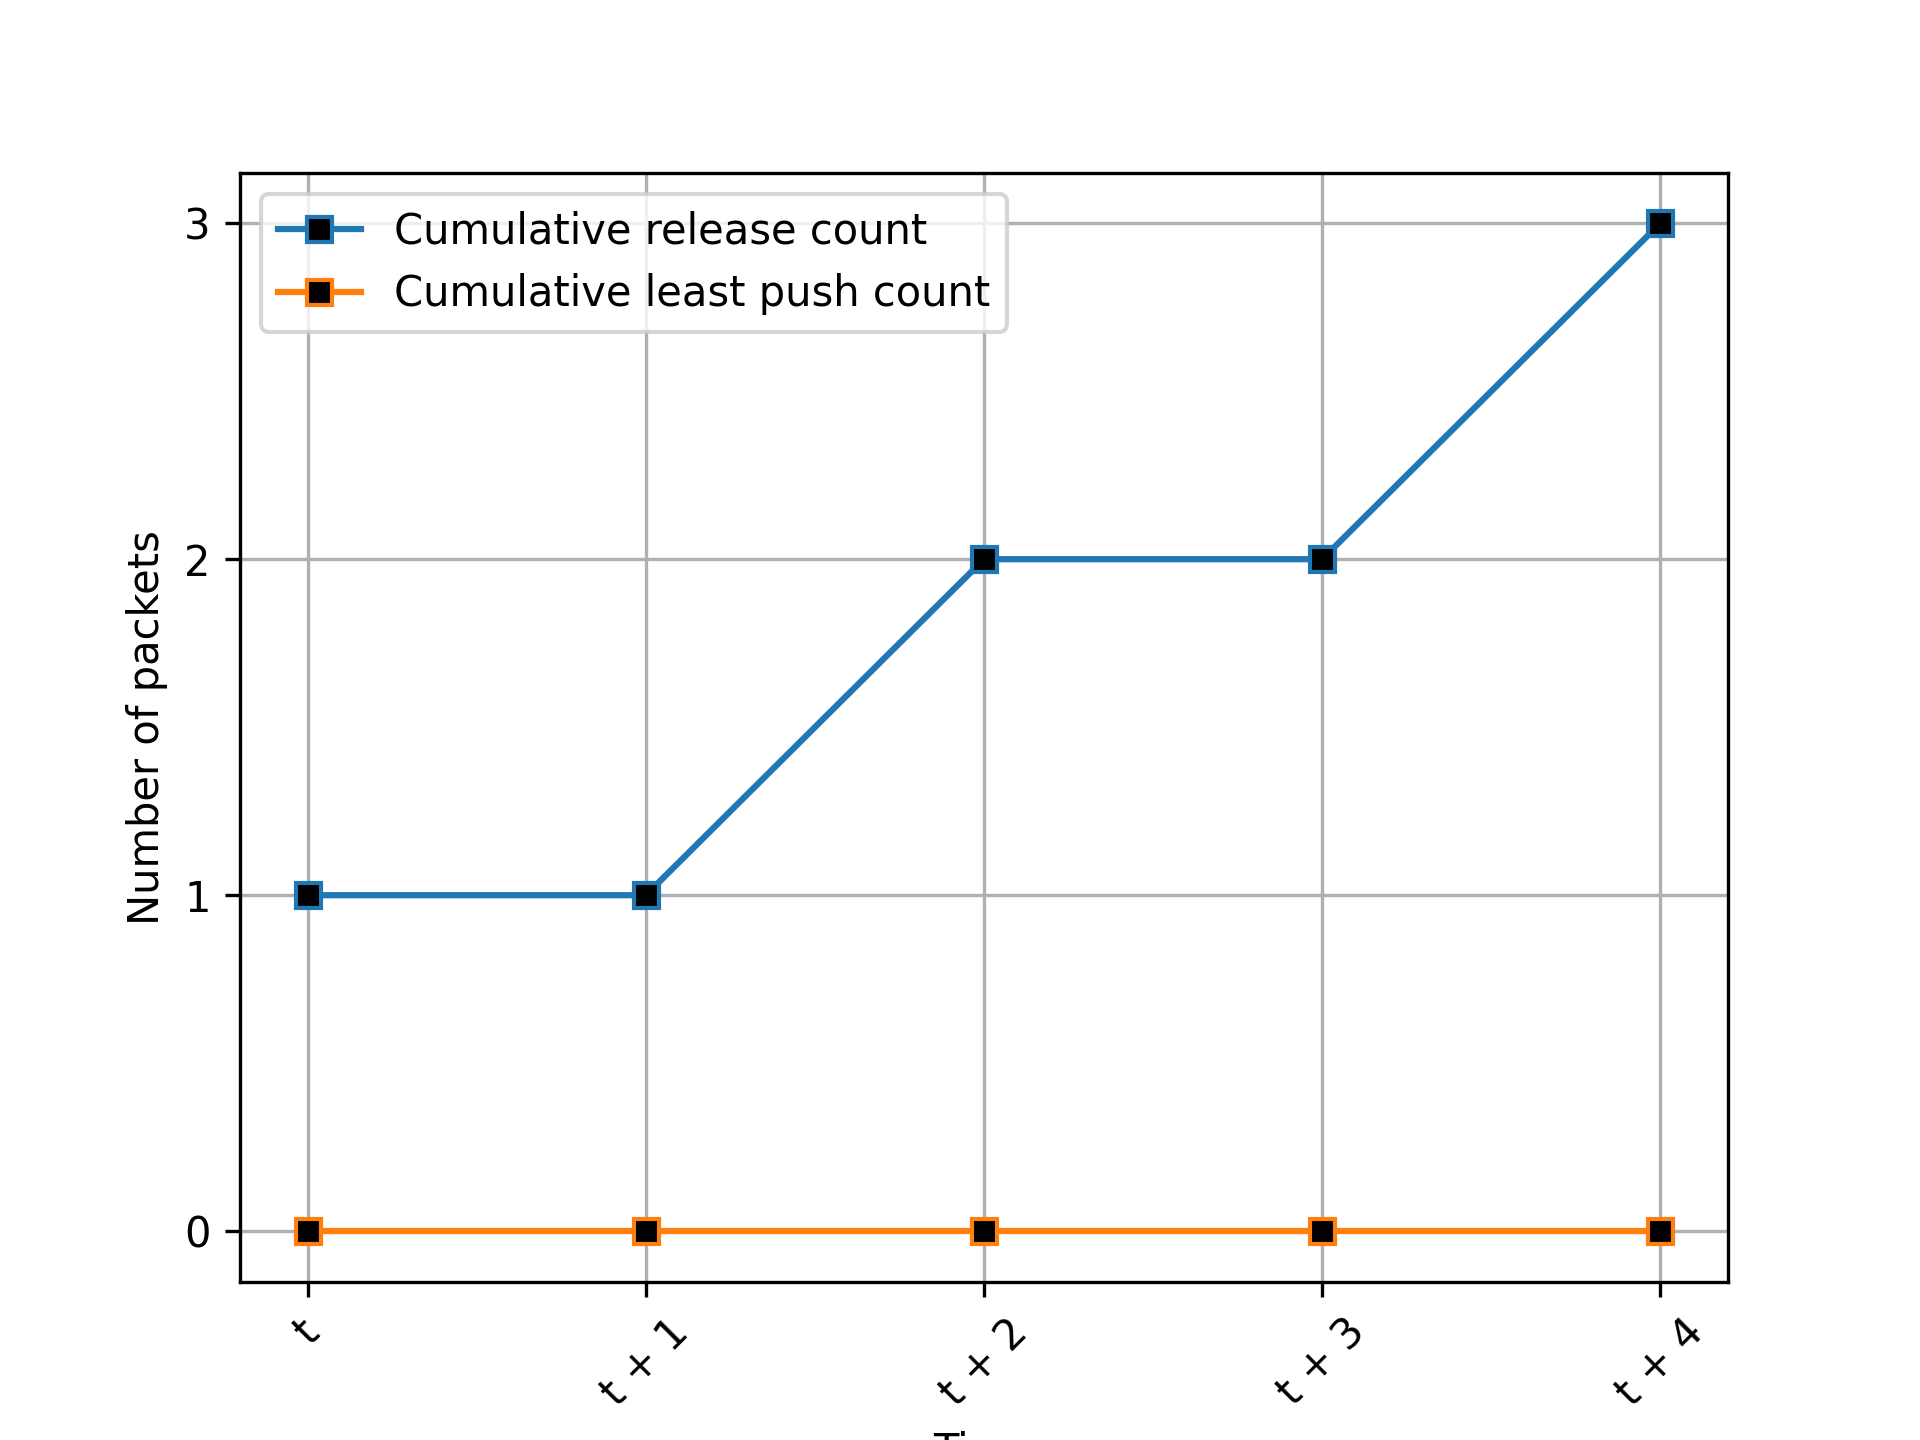 Cumulative release count
Cumulative least push count
Number of packets
3
2
1
0
t
t + 1
t + 2
t + 3
t + 4